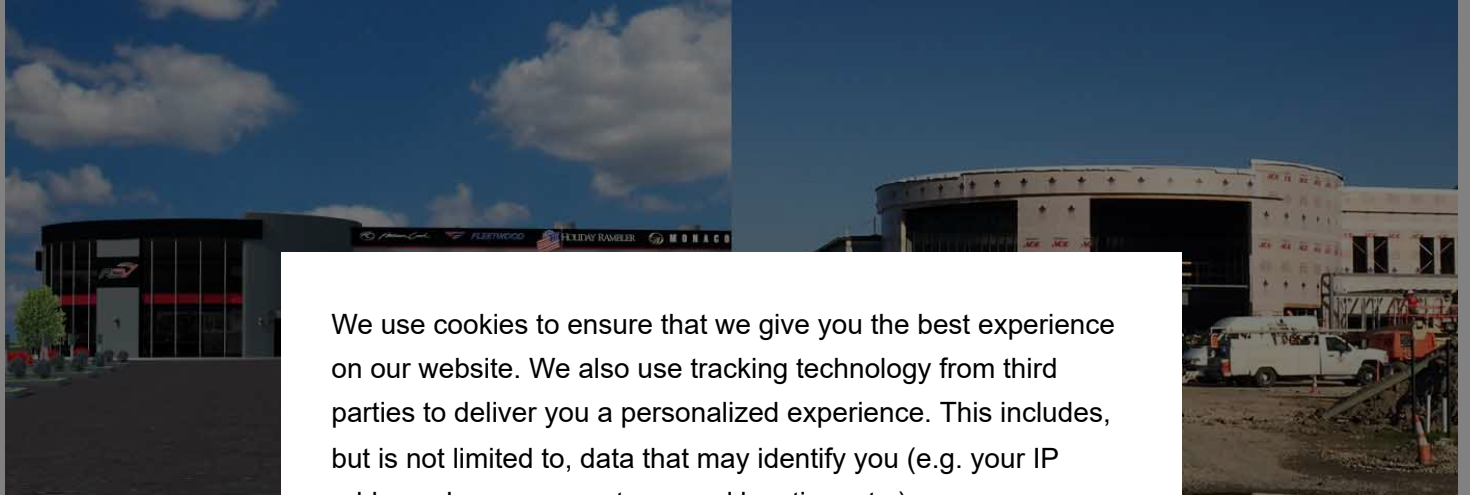 FLEETWOOD
HOLIDAY RAMBLER
MONACO
We use cookies to ensure that we give you the best experience
on our website. We also use tracking technology from third
parties to deliver you a personalized experience. This includes,
but is not limited to, data that may identify you (e.g. your IP